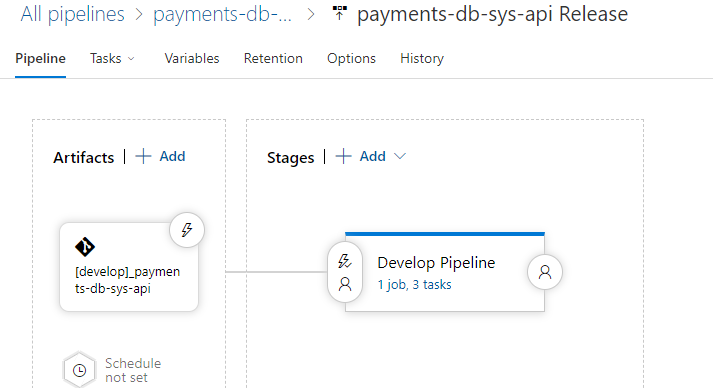 All pipelines > payments-db-... > payments-db-sys-api Release
Pipeline Tasks Variables Retention Options History
Artifacts | + Add
Stages | + Add
[develop]_paymen
ts-db-sys-api
Develop Pipeline
1 job, 3 tasks
Schedule
not set